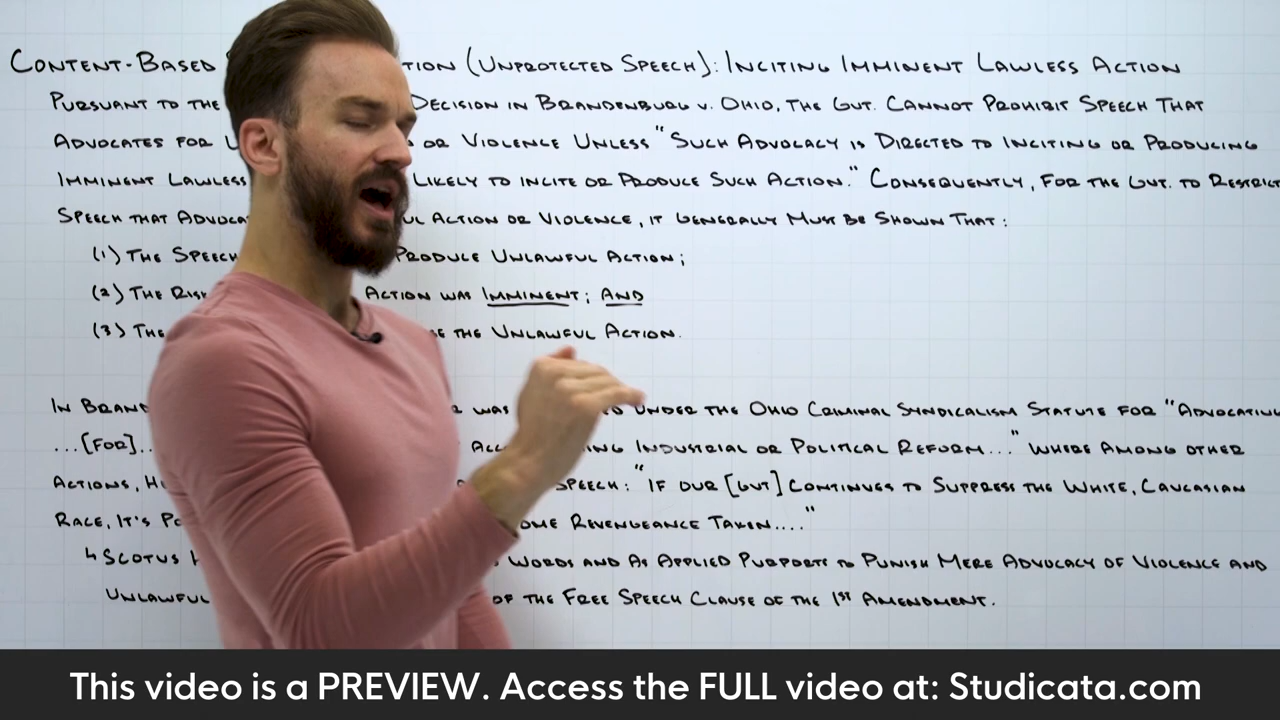 CONTENT-BASED TION (UNPROTECTED SPEECH): INCITING IMMINENT LAWLESS ACTION
PURSUANT TO THE DECISION IN BRANDENBURG V. OHIO, THE GVT. CANNOT PROHIBIT SPEECH THAT
ADVOCATES FOR U OR VIOLENCE UNLESS "SUCH ADVOCACY IS DIRECTED TO INCITING OR PRODUCING
IMMINENT LAWLESS LIKELY TO INCITE OR PRODUCE SUCH ACTION." CONSEQUENTLY, FOR THE GVT. TO RESTRICT
SPEECH THAT ADVOCA UL ACTION OR VIOLENCE, IT GENERALLY MUST BE SHOWN THAT:
(1) THE SPEECH PRODUCE UNLAWFUL ACTION;
(2) THE RISK ACTION WAS IMMINENT; AND
(3) THE THE UNLAWFUL ACTION.
IN BRAND WAS UNDER THE OHIO CRIMINAL SYNDICALISM STATUTE FOR "ADVOCATING
...[FOR].. ACC ING INDUSTRIAL OR POLITICAL REFORM..." WHERE AMONG OTHER
ACTIONS, H SPEECH: "IF OUR [GVT] CONTINUES TO SUPPRESS THE WHITE, CAUCASIAN
RACE, IT'S PO OME REVENGEANCE TAKEN...."
↳ SCOTUS H WORDS AND AS APPLIED PURPORTS TO PUNISH MERE ADVOCACY OF VIOLENCE AND
UNLAWFUL OF THE FREE SPEECH CLAUSE OF THE 1ST AMENDMENT.
This video is a PREVIEW. Access the FULL video at: Studicata.com